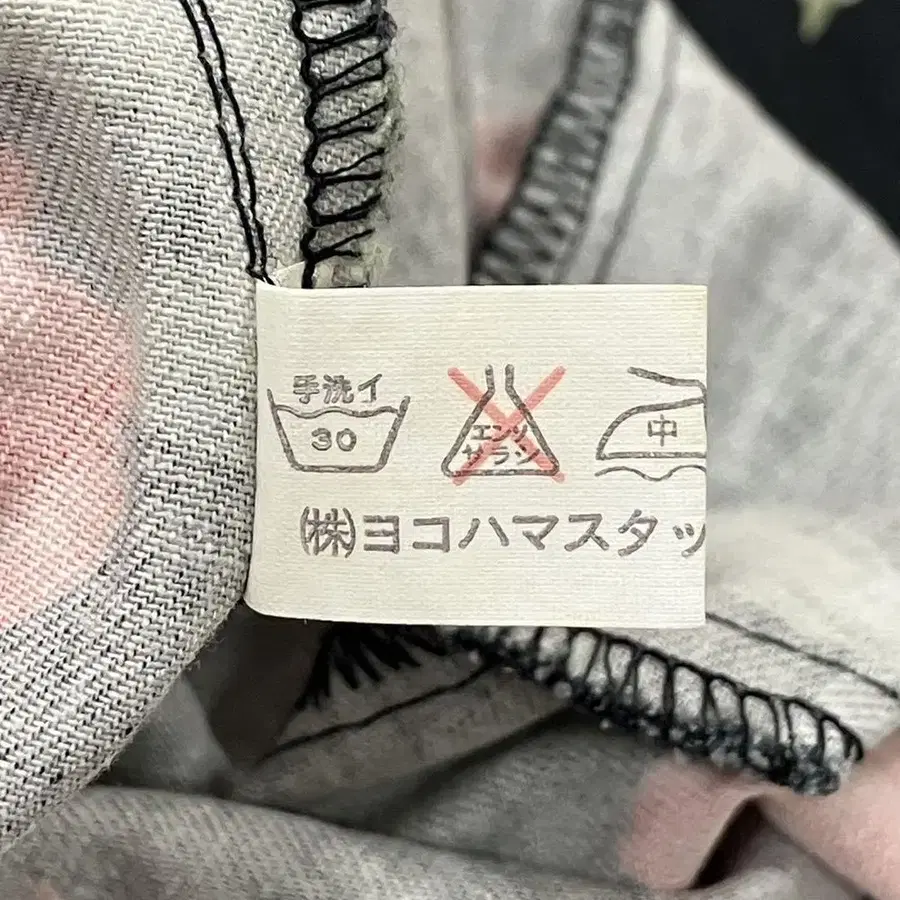 手洗イ
30
エンソ
サラシ
中
㈱ヨコハマスタッ